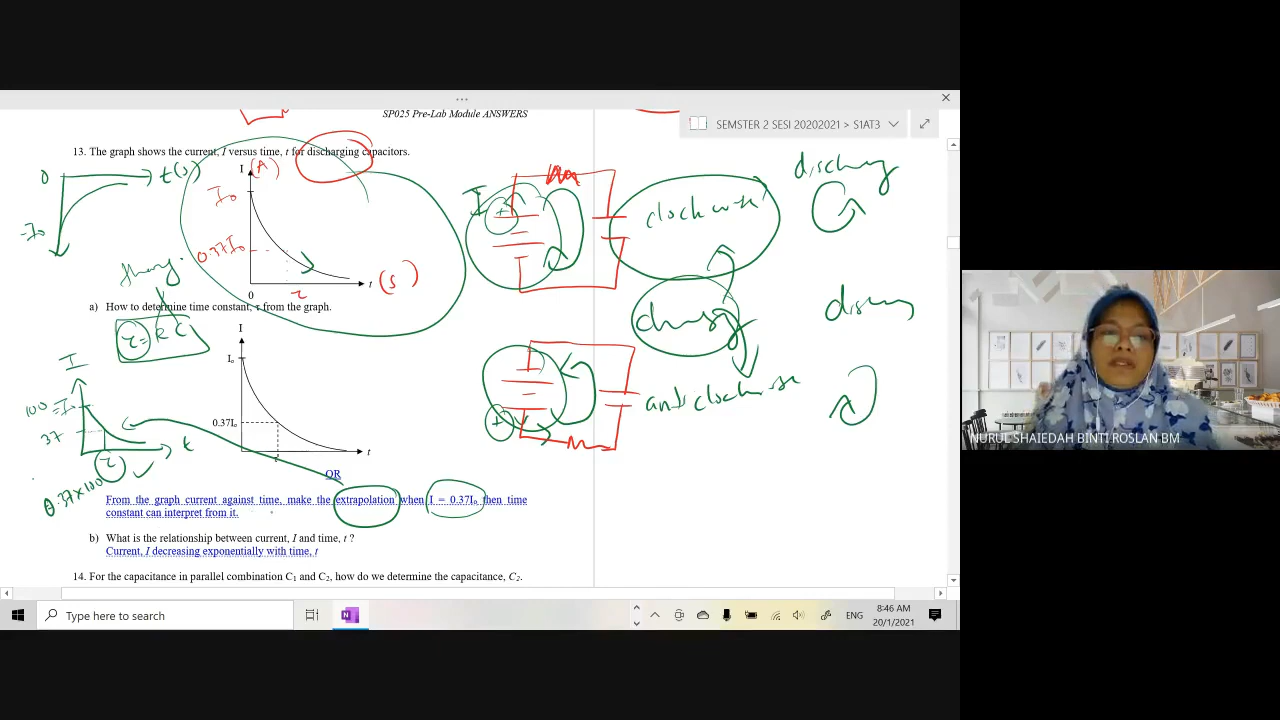 SP025 Pre-Lab Module ANSWERS
SEMSTER 2 SESI 20202021 > S1AT3
13. The graph shows the current, I versus time, t for discharging capacitors.
0
t(s)
-I₀
I (A)
I₀
0.37I₀
0
τ
t (s)
I
+
clockwise
theory
τ = RC
a) How to determine time constant, τ from the graph.
I
I₀
0.37I₀
τ
t
I
100 = I₀
37
τ
t
0.37x100
+
anticlockwise
OR
From the graph current against time, make the extrapolation when I = 0.37I₀ then time
constant can interpret from it.
b) What is the relationship between current, I and time, t ?
Current, I decreasing exponentially with time, t
14. For the capacitance in parallel combination C₁ and C₂, how do we determine the capacitance, C₂.
NURUL SHAIEDAH BINTI ROSLAN BM
Type here to search
ENG
8:46 AM
20/1/2021